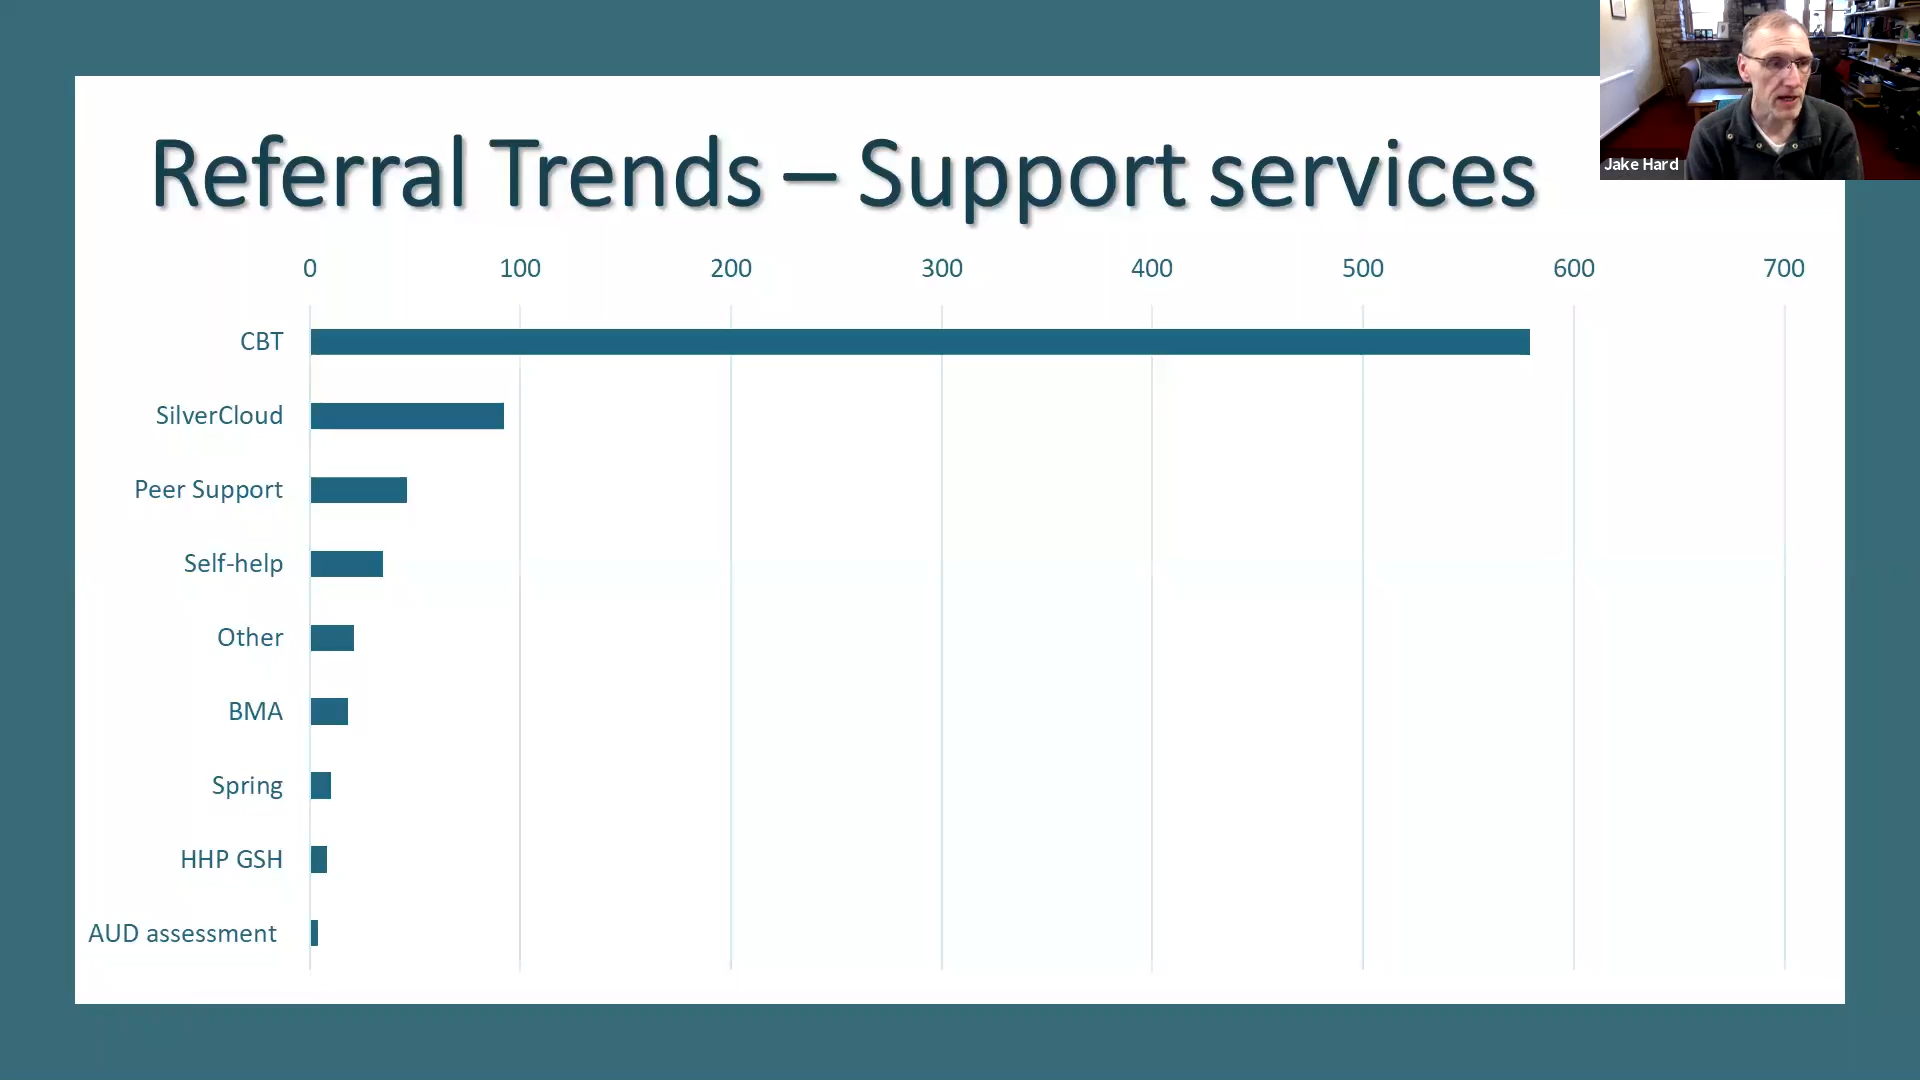 Referral Trends – Support services
Jake Hard
0 100 200 300 400 500 600 700
CBT
SilverCloud
Peer Support
Self-help
Other
BMA
Spring
HHP GSH
AUD assessment